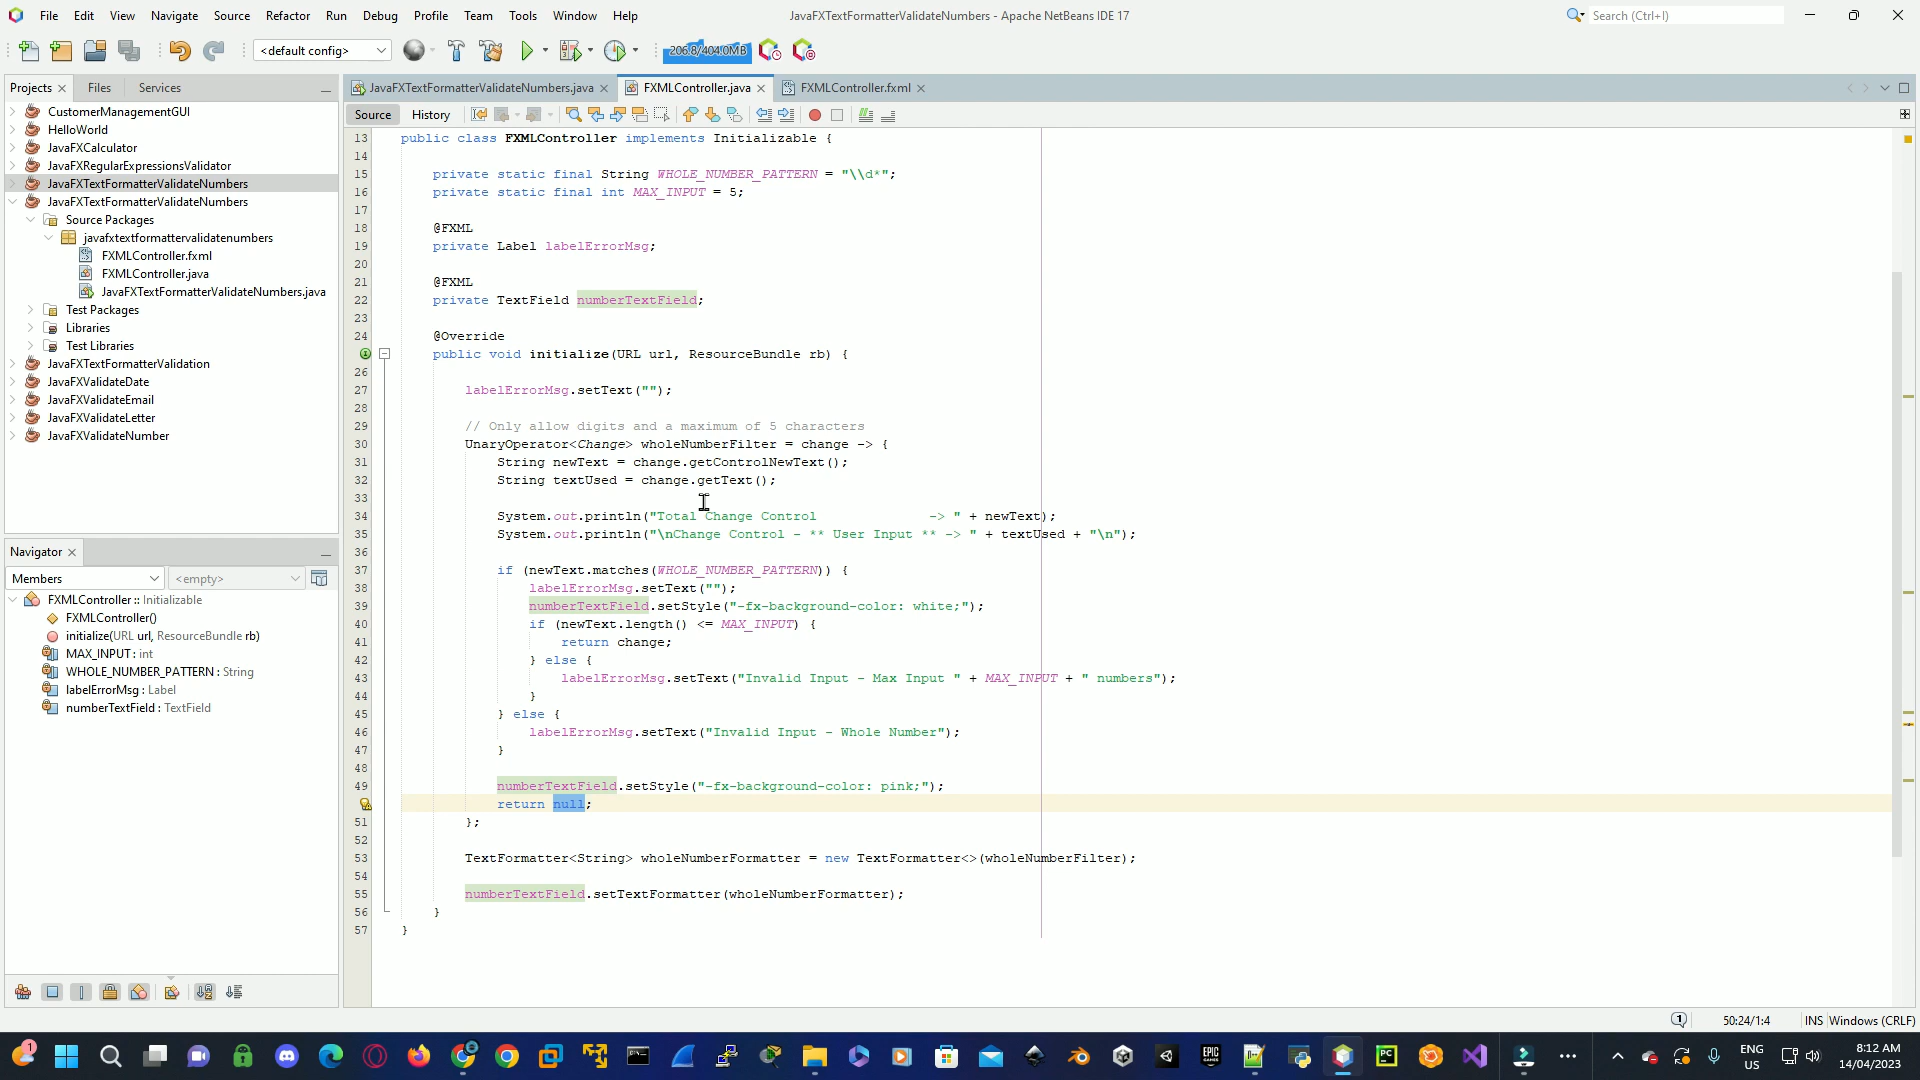 File Edit View Navigate Source Refactor Run Debug Profile Team Tools Window Help
JavaFXTextFormatterValidateNumbers - Apache NetBeans IDE 17
Search (Ctrl+I)
<default config>
206.8/404.0MB
Projects Files Services
JavaFXTextFormatterValidateNumbers.java FXMLController.java FXMLController.fxml
Source History
CustomerManagementGUI
HelloWorld
JavaFXCalculator
JavaFXRegularExpressionsValidator
JavaFXTextFormatterValidateNumbers
JavaFXTextFormatterValidateNumbers
Source Packages
javafxtextformattervalidatenumbers
FXMLController.fxml
FXMLController.java
JavaFXTextFormatterValidateNumbers.java
Test Packages
Libraries
Test Libraries
JavaFXTextFormatterValidation
JavaFXValidateDate
JavaFXValidateEmail
JavaFXValidateLetter
JavaFXValidateNumber
Navigator
Members <empty>
FXMLController :: Initializable
FXMLController()
initialize(URL url, ResourceBundle rb)
MAX_INPUT : int
WHOLE_NUMBER_PATTERN : String
labelErrorMsg : Label
numberTextField : TextField
13 public class FXMLController implements Initializable {
14
15 private static final String WHOLE_NUMBER_PATTERN = "\\d*";
16 private static final int MAX_INPUT = 5;
17
18 @FXML
19 private Label labelErrorMsg;
20
21 @FXML
22 private TextField numberTextField;
23
24 @Override
public void initialize(URL url, ResourceBundle rb) {
26
27 labelErrorMsg.setText("");
28
29 // Only allow digits and a maximum of 5 characters
30 UnaryOperator<Change> wholeNumberFilter = change -> {
31 String newText = change.getControlNewText();
32 String textUsed = change.getText();
33
34 System.out.println("Total Change Control -> " + newText);
35 System.out.println("\nChange Control - ** User Input ** -> " + textUsed + "\n");
36
37 if (newText.matches(WHOLE_NUMBER_PATTERN)) {
38 labelErrorMsg.setText("");
39 numberTextField.setStyle("-fx-background-color: white;");
40 if (newText.length() <= MAX_INPUT) {
41 return change;
42 } else {
43 labelErrorMsg.setText("Invalid Input - Max Input " + MAX_INPUT + " numbers");
44 }
45 } else {
46 labelErrorMsg.setText("Invalid Input - Whole Number");
47 }
48
49 numberTextField.setStyle("-fx-background-color: pink;");
return null;
51 };
52
53 TextFormatter<String> wholeNumberFormatter = new TextFormatter<>(wholeNumberFilter);
54
55 numberTextField.setTextFormatter(wholeNumberFormatter);
56 }
57 }
1 50:24/1:4 INS Windows (CRLF)
1
EPIC GAMES
PC
ENG
US
8:12 AM
14/04/2023